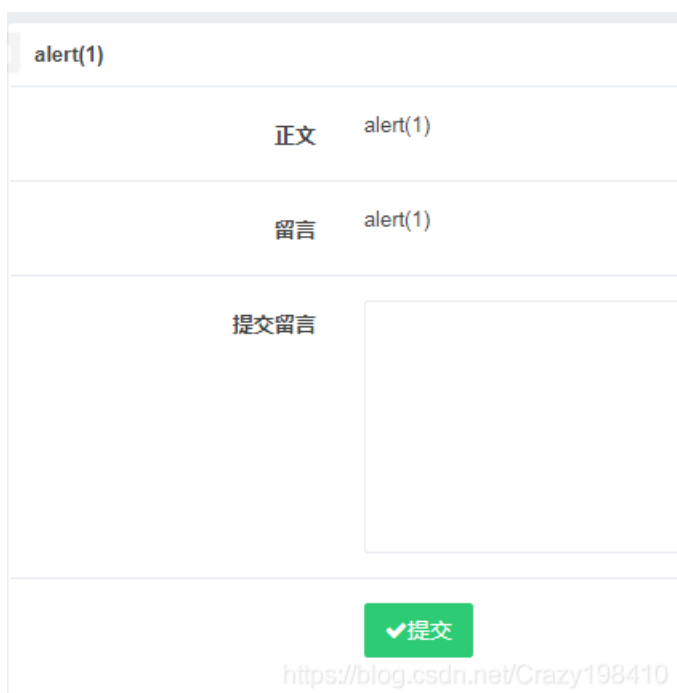 alert(1)
正文 alert(1)
留言 alert(1)
提交留言
提交
https://blog.csdn.net/Crazy198410